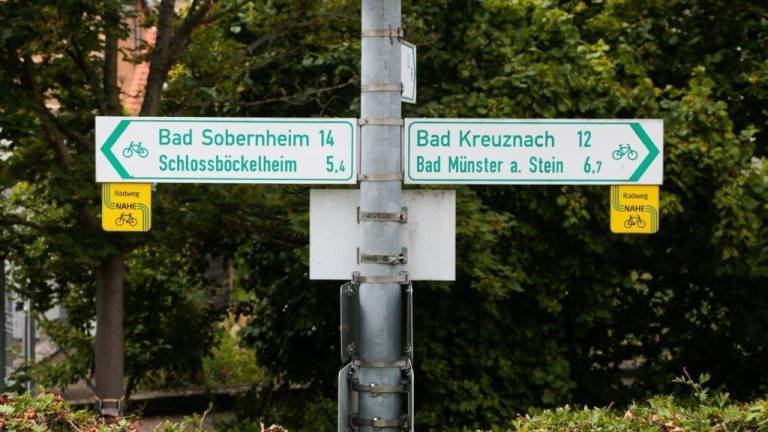 Bad Sobernheim 14
Schlossböckelheim 5,4
Radweg
NAHE
Bad Kreuznach 12
Bad Münster a. Stein 6,7
Radweg
NAHE